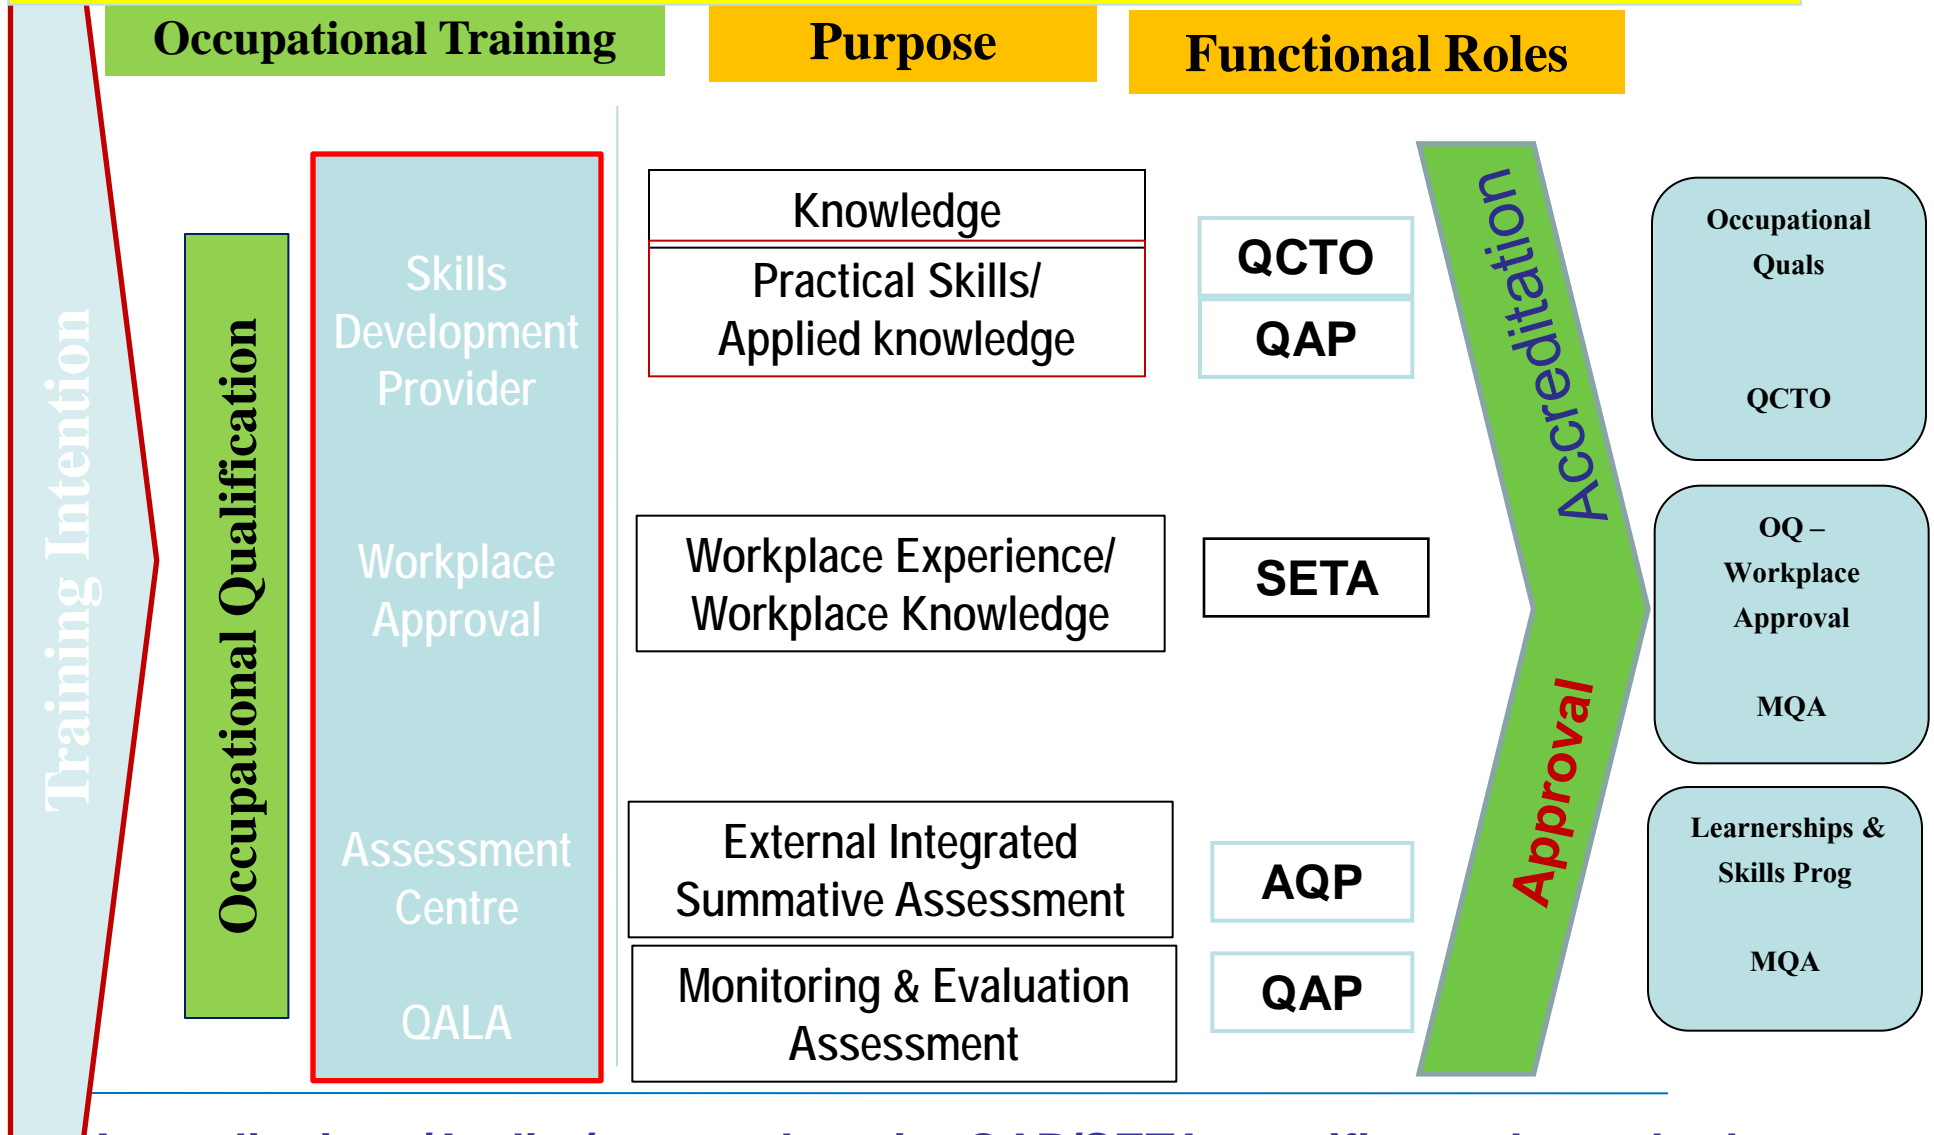 Occupational Training
Purpose
Functional Roles
Training Intention
Occupational Qualification
Skills
Development
Provider
Workplace
Approval
Assessment
Centre
QALA
Knowledge
Practical Skills/
Applied knowledge
Workplace Experience/
Workplace Knowledge
External Integrated
Summative Assessment
Monitoring & Evaluation
Assessment
QCTO
QAP
SETA
AQP
QAP
Accreditation
Approval
Occupational
Quals
QCTO
OQ –
Workplace
Approval
MQA
Learnerships &
Skills Prog
MQA